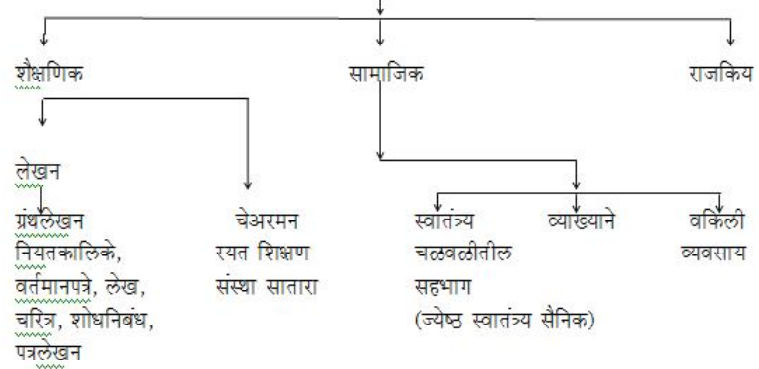 शैक्षणिक सामाजिक राजकिय
लेखन
ग्रंथलेखन चेअरमन स्वातंत्र्य व्याख्याने वकिली
नियतकालिके, रयत शिक्षण चळवळीतील व्यवसाय
वर्तमानपत्रे, लेख, संस्था सातारा सहभाग
चरित्र, शोधनिबंध, (ज्येष्ठ स्वातंत्र्य सैनिक)
पत्रलेखन